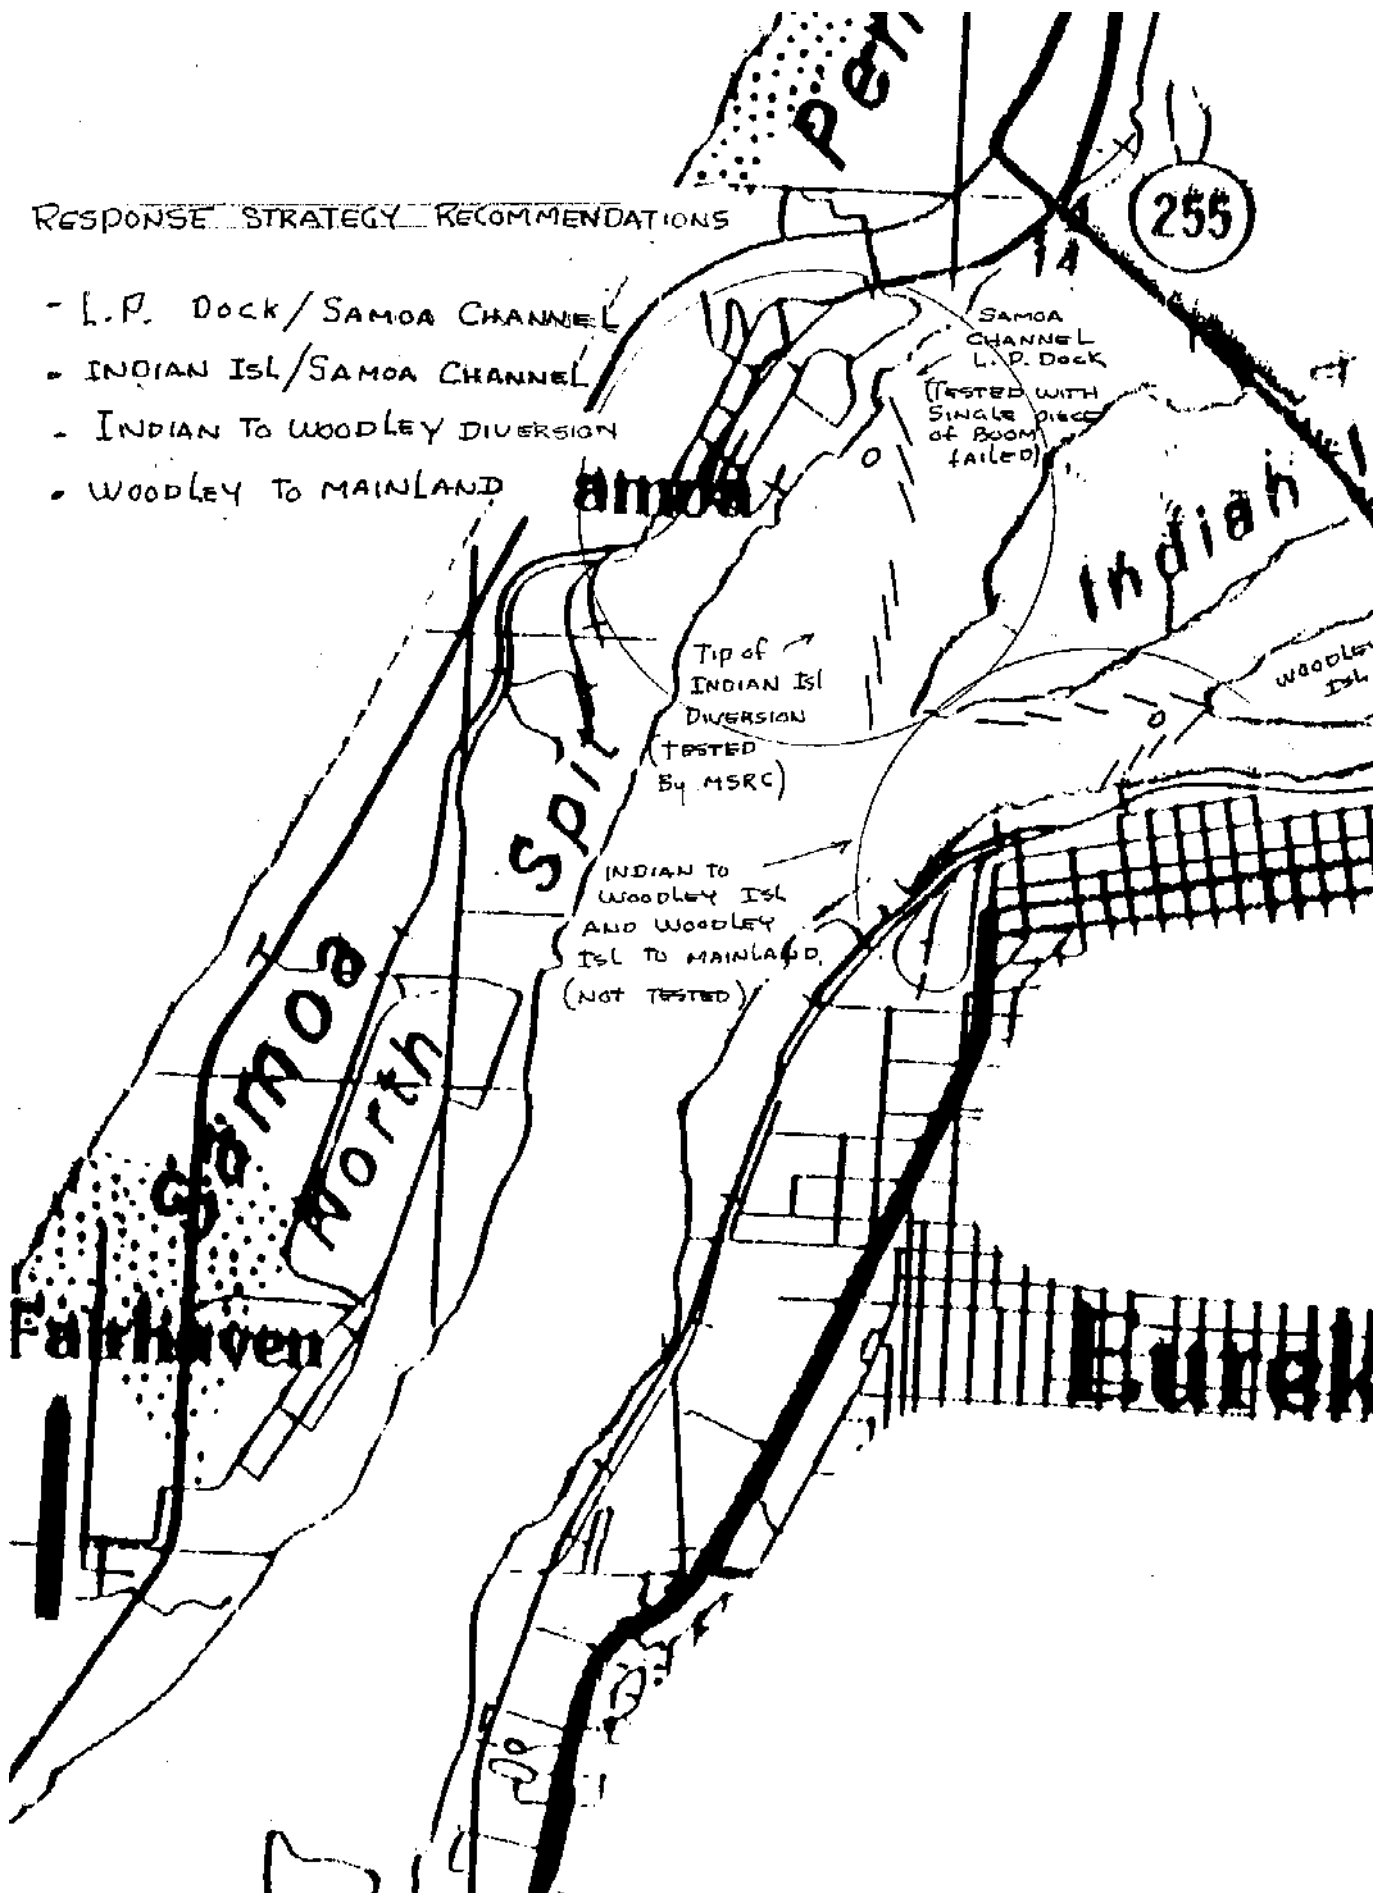 Pen
RESPONSE STRATEGY RECOMMENDATIONS
255
- L.P. DOCK/SAMOA CHANNEL
- INDIAN ISL/SAMOA CHANNEL
- INDIAN TO WOODLEY DIVERSION
- WOODLEY TO MAINLAND
14
SAMOA
CHANNEL
L.P. DOCK
(TESTED WITH
SINGLE PIECE
of BOOM
fAILED)
amoa
Indian
WOODLEY
ISL
Tip of
INDIAN ISl
DIVERSION
(TESTED
By MSRC)
Spit
INDIAN TO
WOODLEY ISL
AND WOODLEY
ISL TO MAINLAND.
(NOT TESTED)
Samoa
North
Fairhaven
Eurek